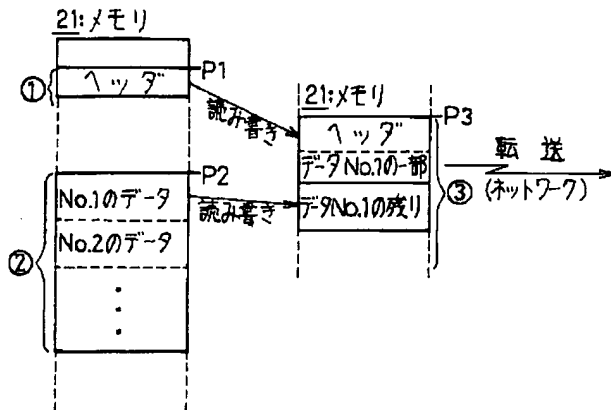 21:メモリ
P1
① ヘッダ
読み書き
P2
② No.1のデータ
No.2のデータ
読み書き
21:メモリ
P3
ヘッダ
データNo.1の一部
データNo.1の残り
③
転送
(ネットワーク)